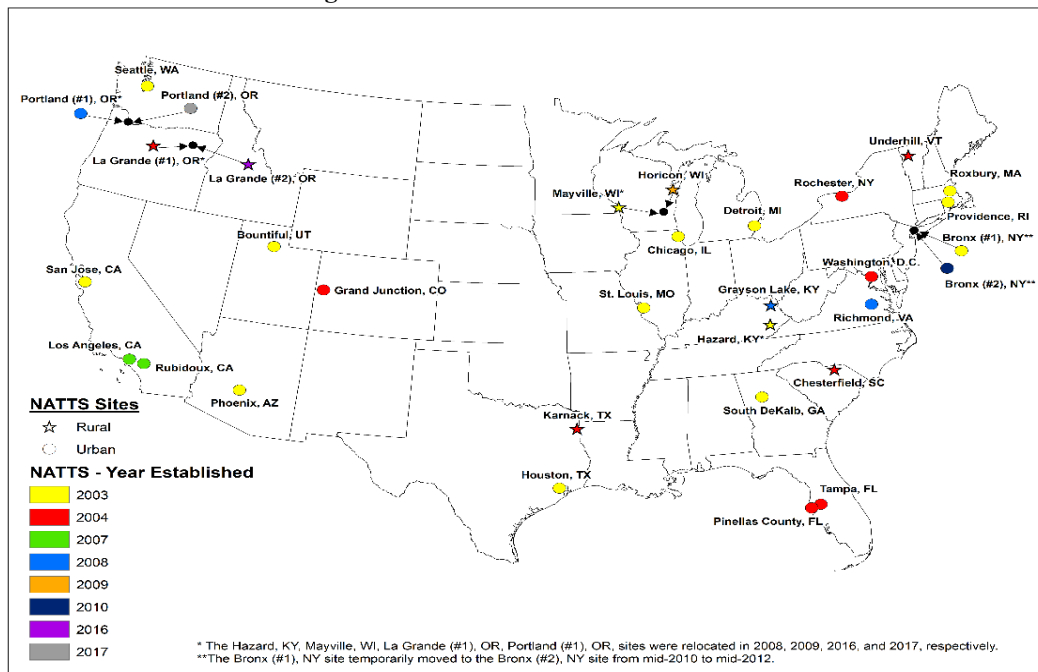 Seattle, WA
Portland (#1), OR*
Portland (#2), OR
La Grande (#1), OR*
La Grande (#2), OR
Underhill, VT
Horicon, WI
Mayville, WI*
Detroit, MI
Rochester, NY
Roxbury, MA
Providence, RI
Bronx (#1), NY**
Bronx (#2), NY**
Chicago, IL
Bountiful, UT
San Jose, CA
Grand Junction, CO
St. Louis, MO
Grayson Lake, KY
Washington, D.C.
Richmond, VA
Hazard, KY*
Los Angeles, CA
Rubidoux, CA
Phoenix, AZ
Chesterfield, SC
South DeKalb, GA
Karnack, TX
Houston, TX
Tampa, FL
Pinellas County, FL
NATTS Sites
Rural
Urban
NATTS - Year Established
2003
2004
2007
2008
2009
2010
2016
2017
* The Hazard, KY, Mayville, WI, La Grande (#1), OR, Portland (#1), OR, sites were relocated in 2008, 2009, 2016, and 2017, respectively.
**The Bronx (#1), NY site temporarily moved to the Bronx (#2), NY site from mid-2010 to mid-2012.